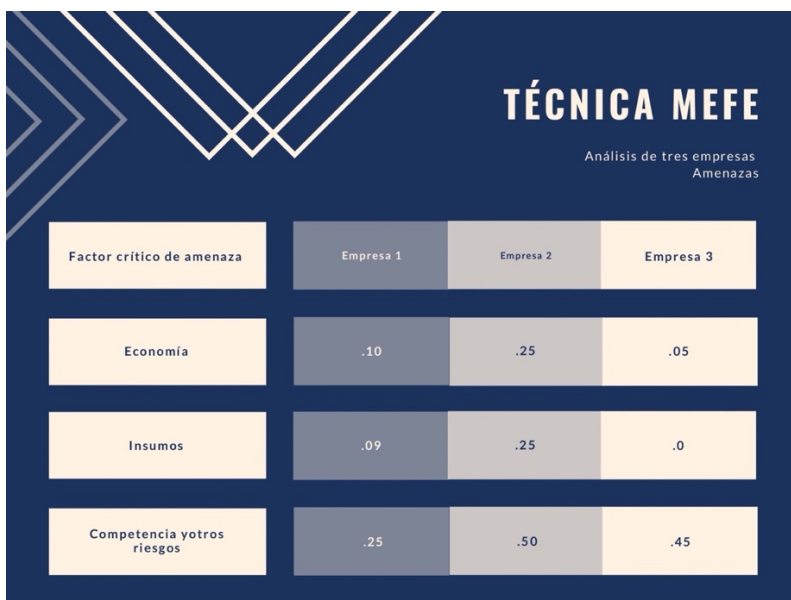 TÉCNICA MEFE
Análisis de tres empresas
Amenazas
Factor crítico de amenaza Empresa 1 Empresa 2 Empresa 3
Economía .10 .25 .05
Insumos .09 .25 .0
Competencia yotros
riesgos .25 .50 .45